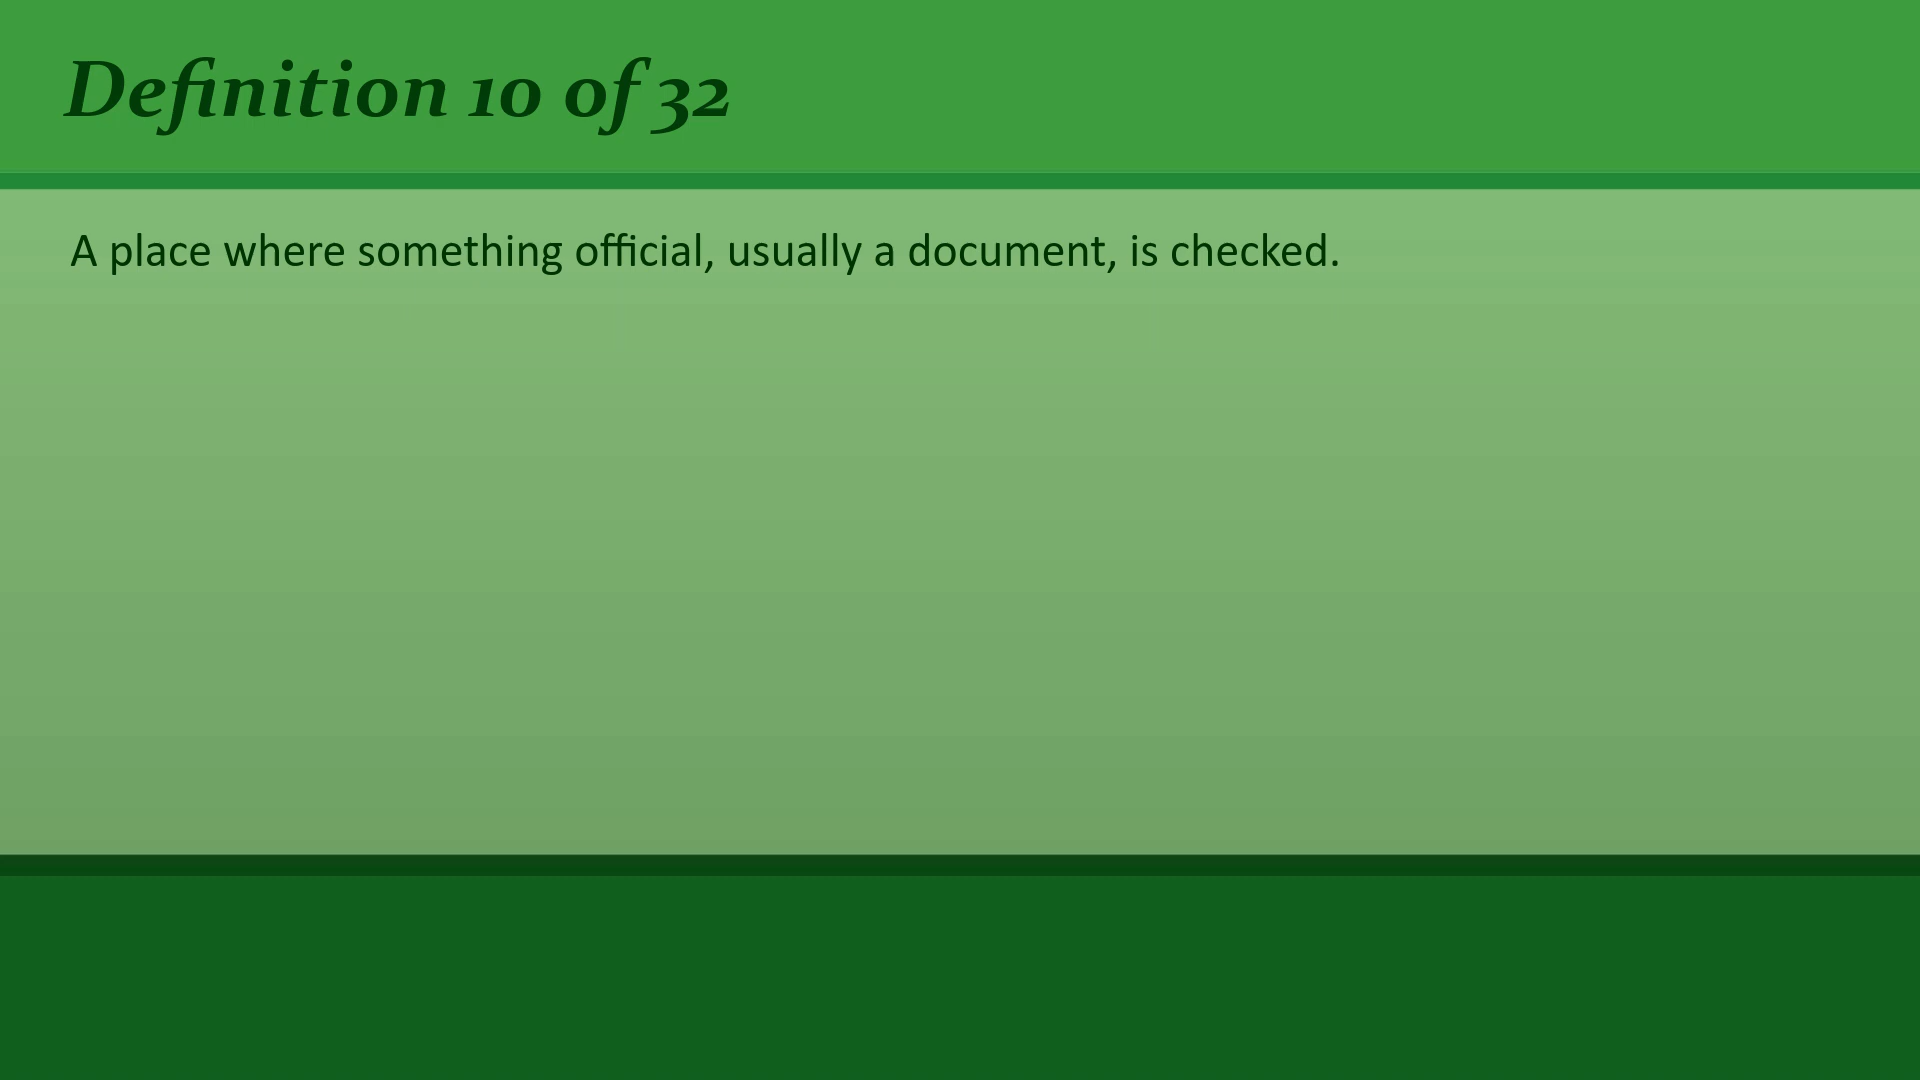 Definition 10 of 32
A place where something official, usually a document, is checked.